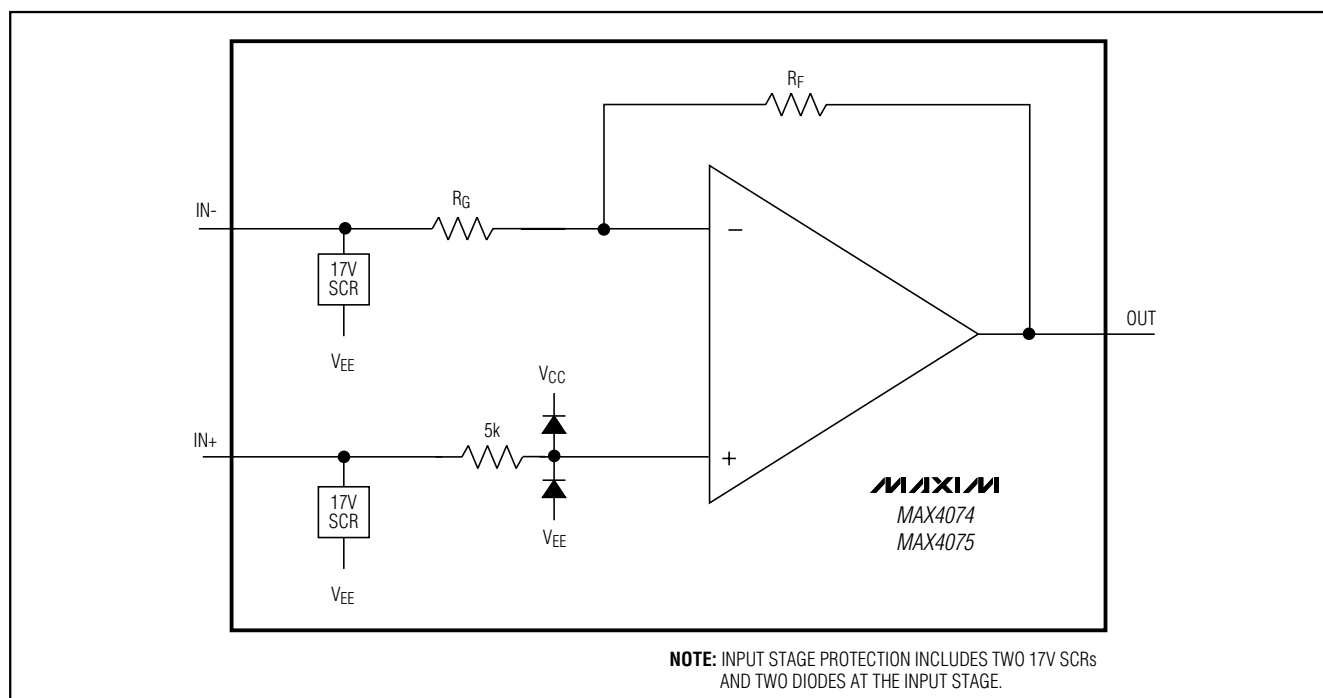 RF
RG
IN-
−
17V
SCR
VEE
OUT
VCC
5k
IN+
+
17V
SCR
VEE
VEE
MAXIM
MAX4074
MAX4075
NOTE: INPUT STAGE PROTECTION INCLUDES TWO 17V SCRs
AND TWO DIODES AT THE INPUT STAGE.